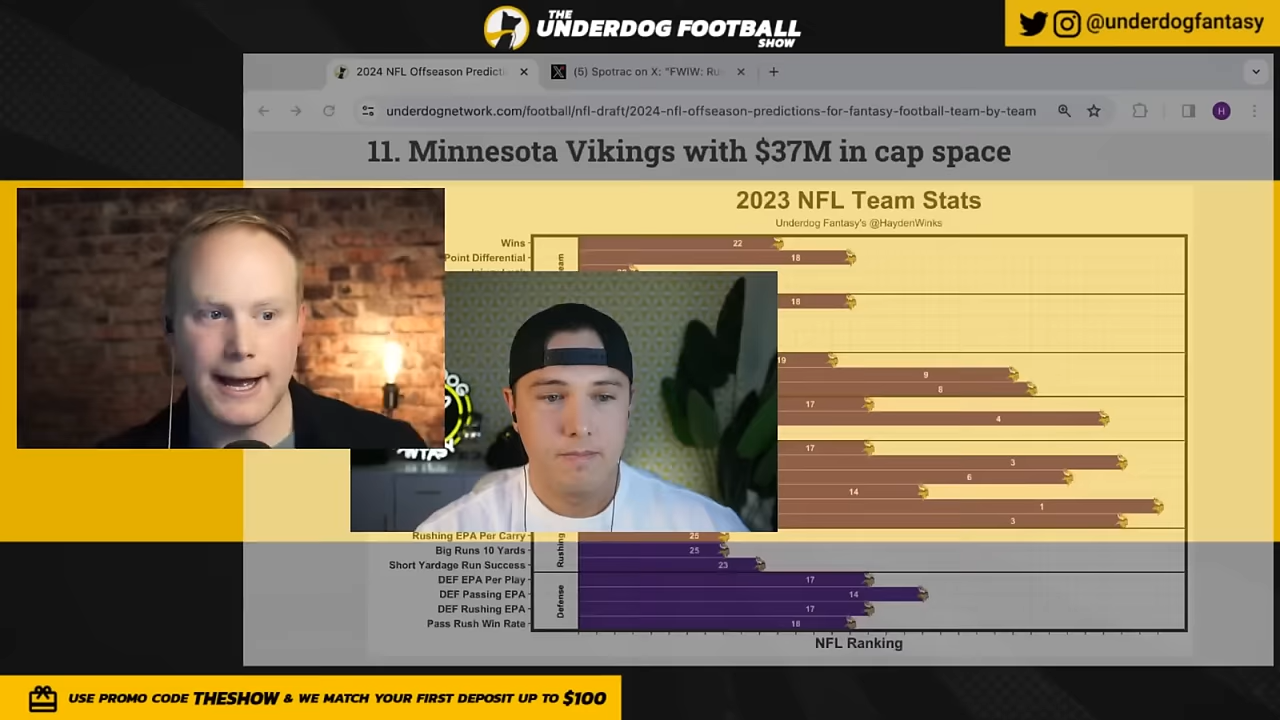 THE
UNDERDOG FOOTBALL
SHOW
@underdogfantasy
2024 NFL Offseason Predicti
(5) Spotrac on X: "FWIW: Ru
underdognetwork.com/football/nfl-draft/2024-nfl-offseason-predictions-for-fantasy-football-team-by-team
H
11. Minnesota Vikings with $37M in cap space
2023 NFL Team Stats
Underdog Fantasy's @HaydenWinks
Wins 22
Point Differential 18
18
19
9
8
17
4
17
3
6
14
1
3
Rushing EPA Per Carry 25
Big Runs 10 Yards 25
Short Yardage Run Success 23
Rushing
DEF EPA Per Play 17
DEF Passing EPA 14
DEF Rushing EPA 17
Pass Rush Win Rate 18
Defense
NFL Ranking
USE PROMO CODE THESHOW & WE MATCH YOUR FIRST DEPOSIT UP TO $100